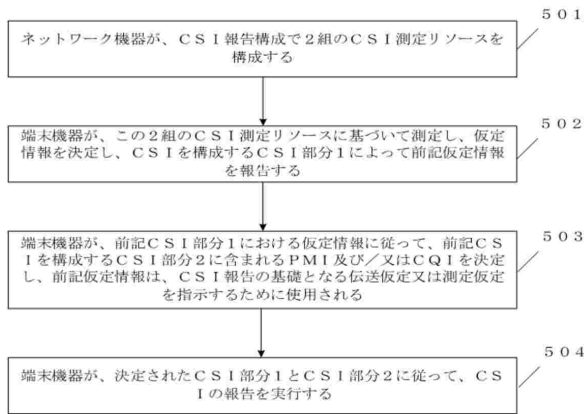 ５０１
ネットワーク機器が、ＣＳＩ報告構成で２組のＣＳＩ測定リソースを
構成する
５０２
端末機器が、この２組のＣＳＩ測定リソースに基づいて測定し、仮定
情報を決定し、ＣＳＩを構成するＣＳＩ部分１によって前記仮定情報
を報告する
５０３
端末機器が、前記ＣＳＩ部分１における仮定情報に従って、前記ＣＳ
Ｉを構成するＣＳＩ部分２に含まれるＰＭＩ及び／又はＣＱＩを決定
し、前記仮定情報は、ＣＳＩ報告の基礎となる伝送仮定又は測定仮定
を指示するために使用される
５０４
端末機器が、決定されたＣＳＩ部分１とＣＳＩ部分２に従って、ＣＳ
Ｉの報告を実行する